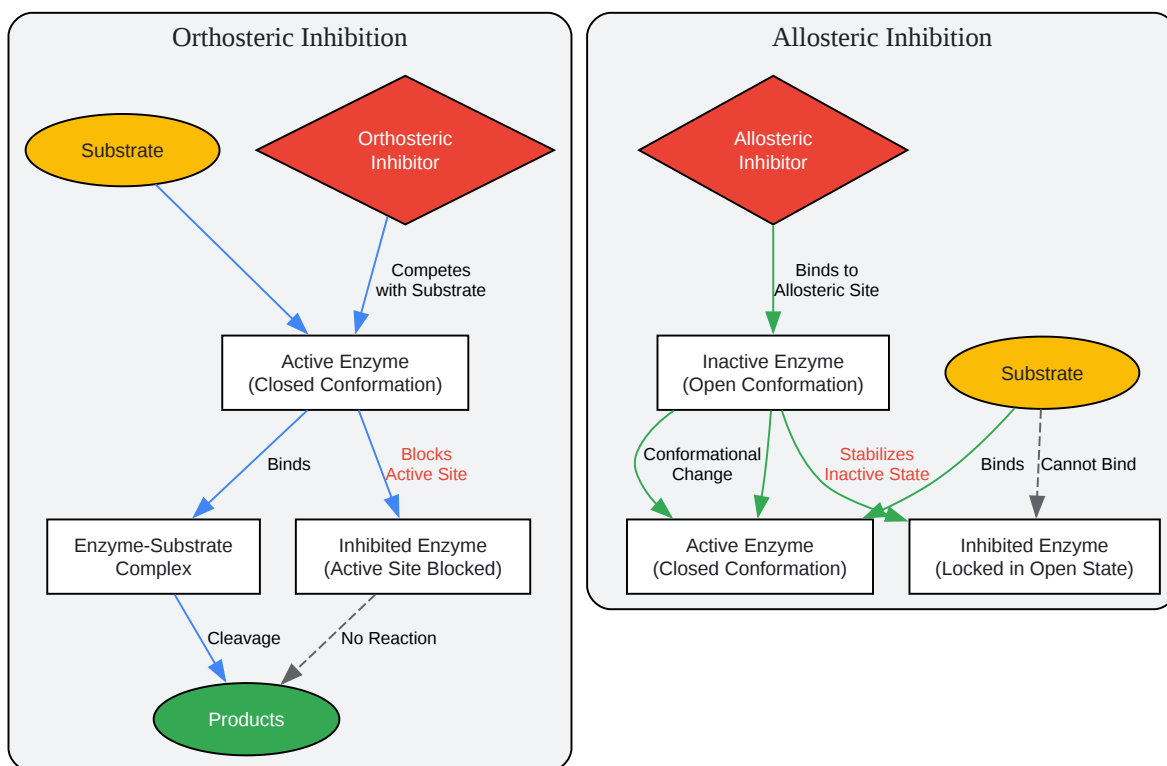 Orthosteric Inhibition
Substrate
Orthosteric
Inhibitor
Competes
with Substrate
Active Enzyme
(Closed Conformation)
Binds
Blocks
Active Site
Enzyme-Substrate
Complex
Inhibited Enzyme
(Active Site Blocked)
Cleavage
No Reaction
Products
Allosteric Inhibition
Allosteric
Inhibitor
Binds to
Allosteric Site
Inactive Enzyme
(Open Conformation)
Substrate
Conformational
Change
Stabilizes
Inactive State
Binds
Cannot Bind
Active Enzyme
(Closed Conformation)
Inhibited Enzyme
(Locked in Open State)